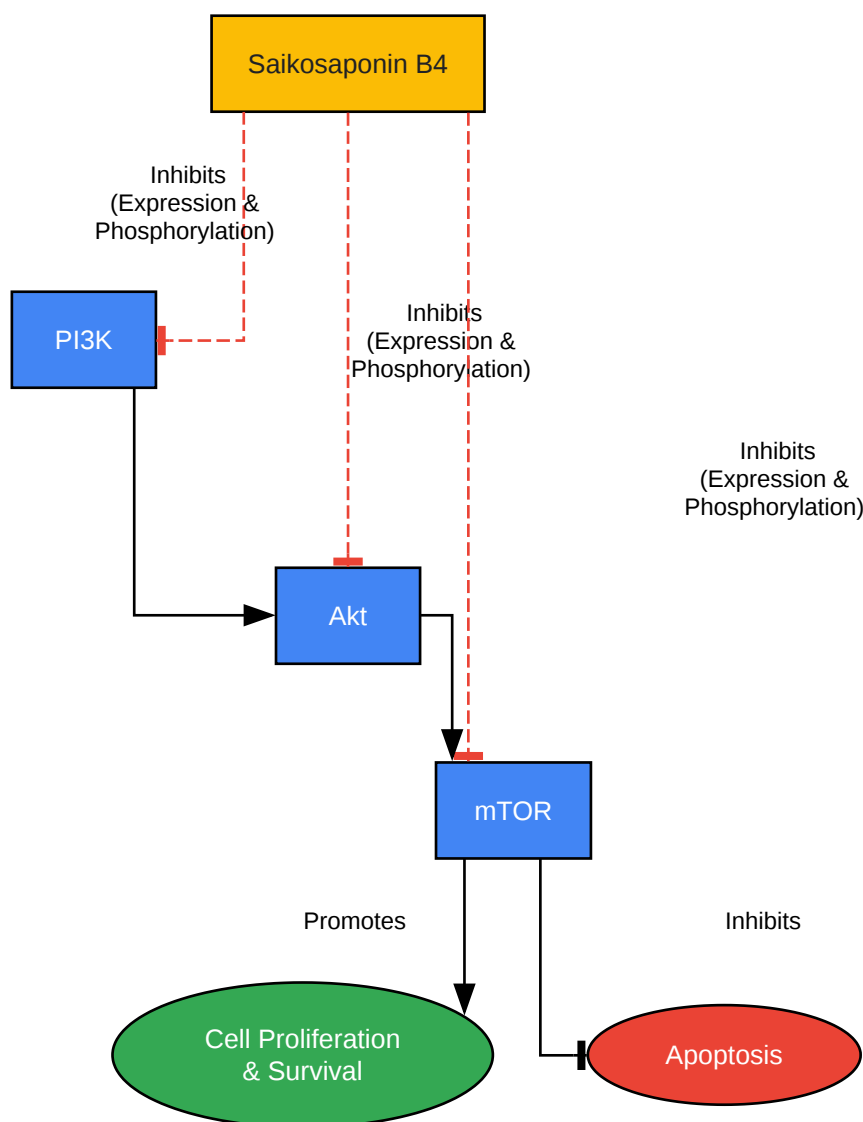 Saikosaponin B4
Inhibits
(Expression &
Phosphorylation)
PI3K
Inhibits
(Expression &
Phosphorylation)
Inhibits
(Expression &
Phosphorylation)
Akt
mTOR
Promotes
Inhibits
Cell Proliferation
& Survival
Apoptosis